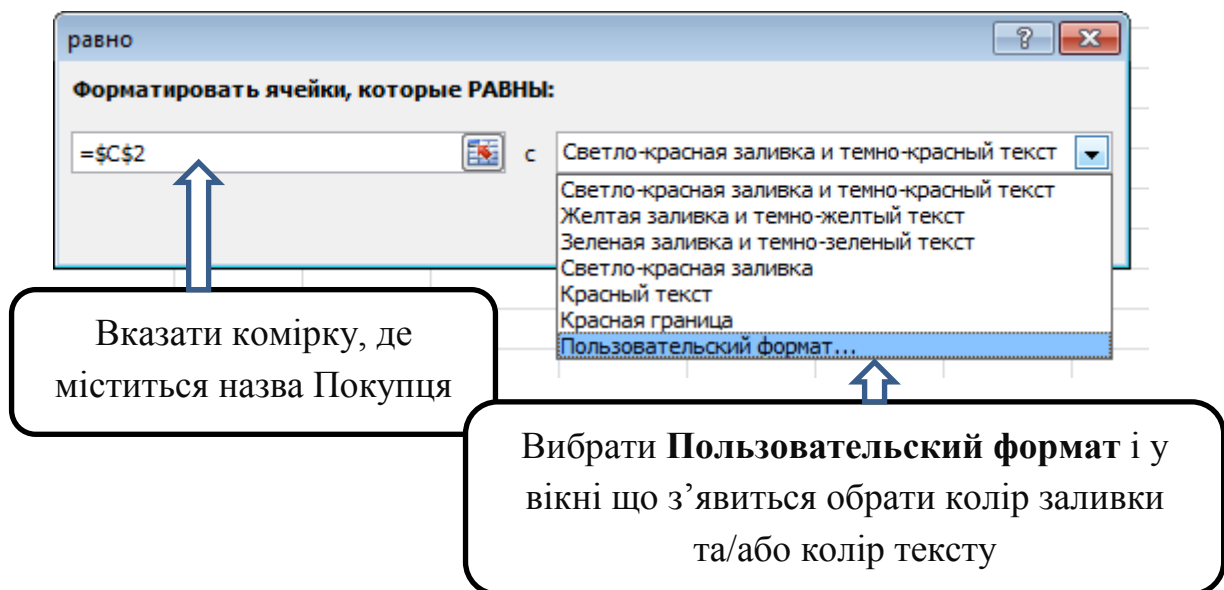 равно
Форматировать ячейки, которые РАВНЫ:
=$C$2 с Светло-красная заливка и темно-красный текст
Светло-красная заливка и темно-красный текст
Желтая заливка и темно-желтый текст
Зеленая заливка и темно-зеленый текст
Светло-красная заливка
Красный текст
Красная граница
Пользовательский формат...
Вказати комірку, де
міститься назва Покупця
Вибрати Пользовательский формат і у
вікні що з’явиться обрати колір заливки
та/або колір тексту